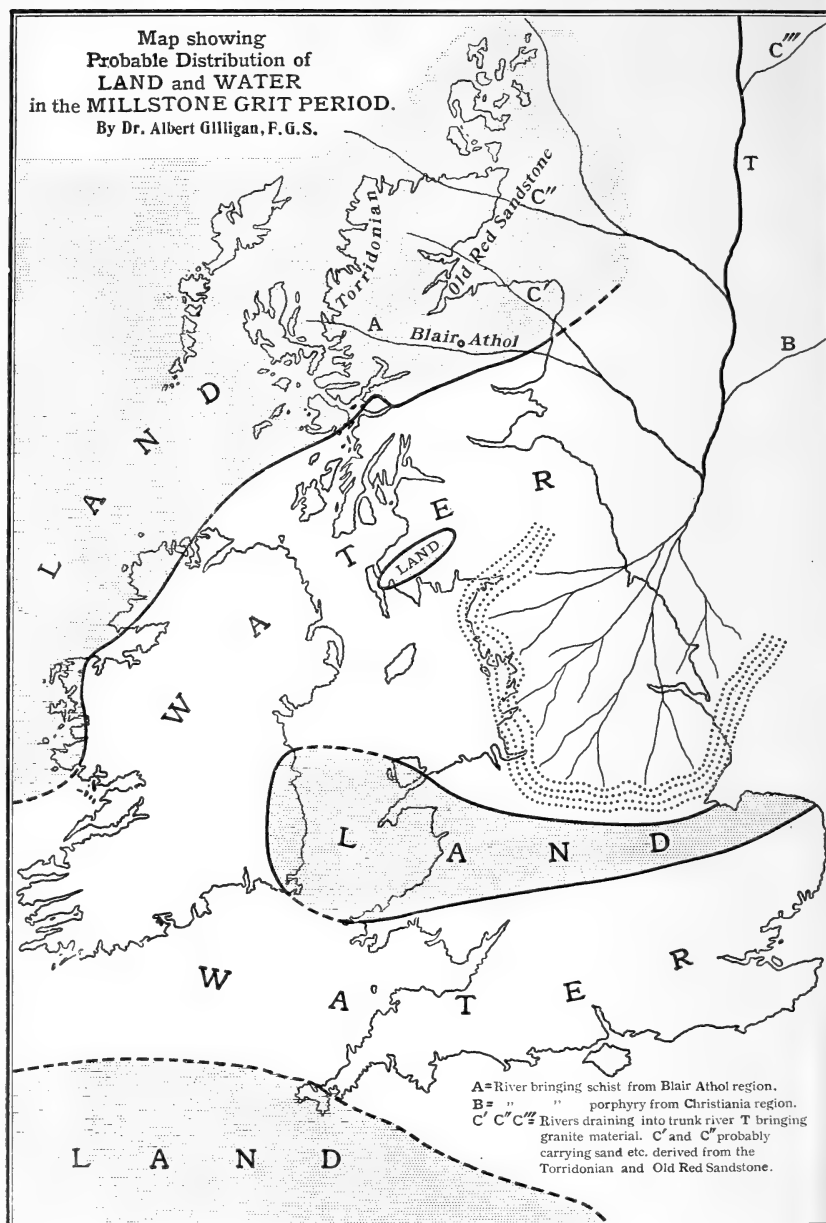 Map showing
Probable Distribution of
LAND and WATER
in the MILLSTONE GRIT PERIOD.
By Dr. Albert Gilligan, F.G.S.
C'''
T
C''
Old Red Sandstone
Torridonian
C'
A
Blair Athol
B
LAND
WATER
LAND
LAND
WATER
LAND
A=River bringing schist from Blair Athol region.
B= " " porphyry from Christiania region.
C' C'' C'''= Rivers draining into trunk river T bringing
granite material. C' and C'' probably
carrying sand etc. derived from the
Torridonian and Old Red Sandstone.